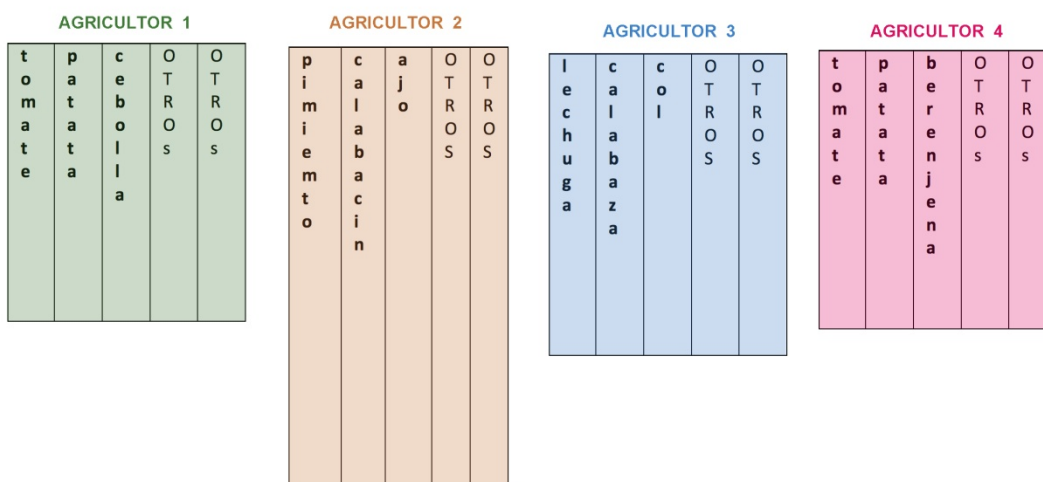 AGRICULTOR 1
tomate
patata
cebolla
OTROs
OTROs
AGRICULTOR 2
pimiemto
calabacin
ajo
OTROS
OTROS
AGRICULTOR 3
lechuga
calabaza
col
OTROS
OTROS
AGRICULTOR 4
tomate
patata
berenjena
OTROs
OTROs